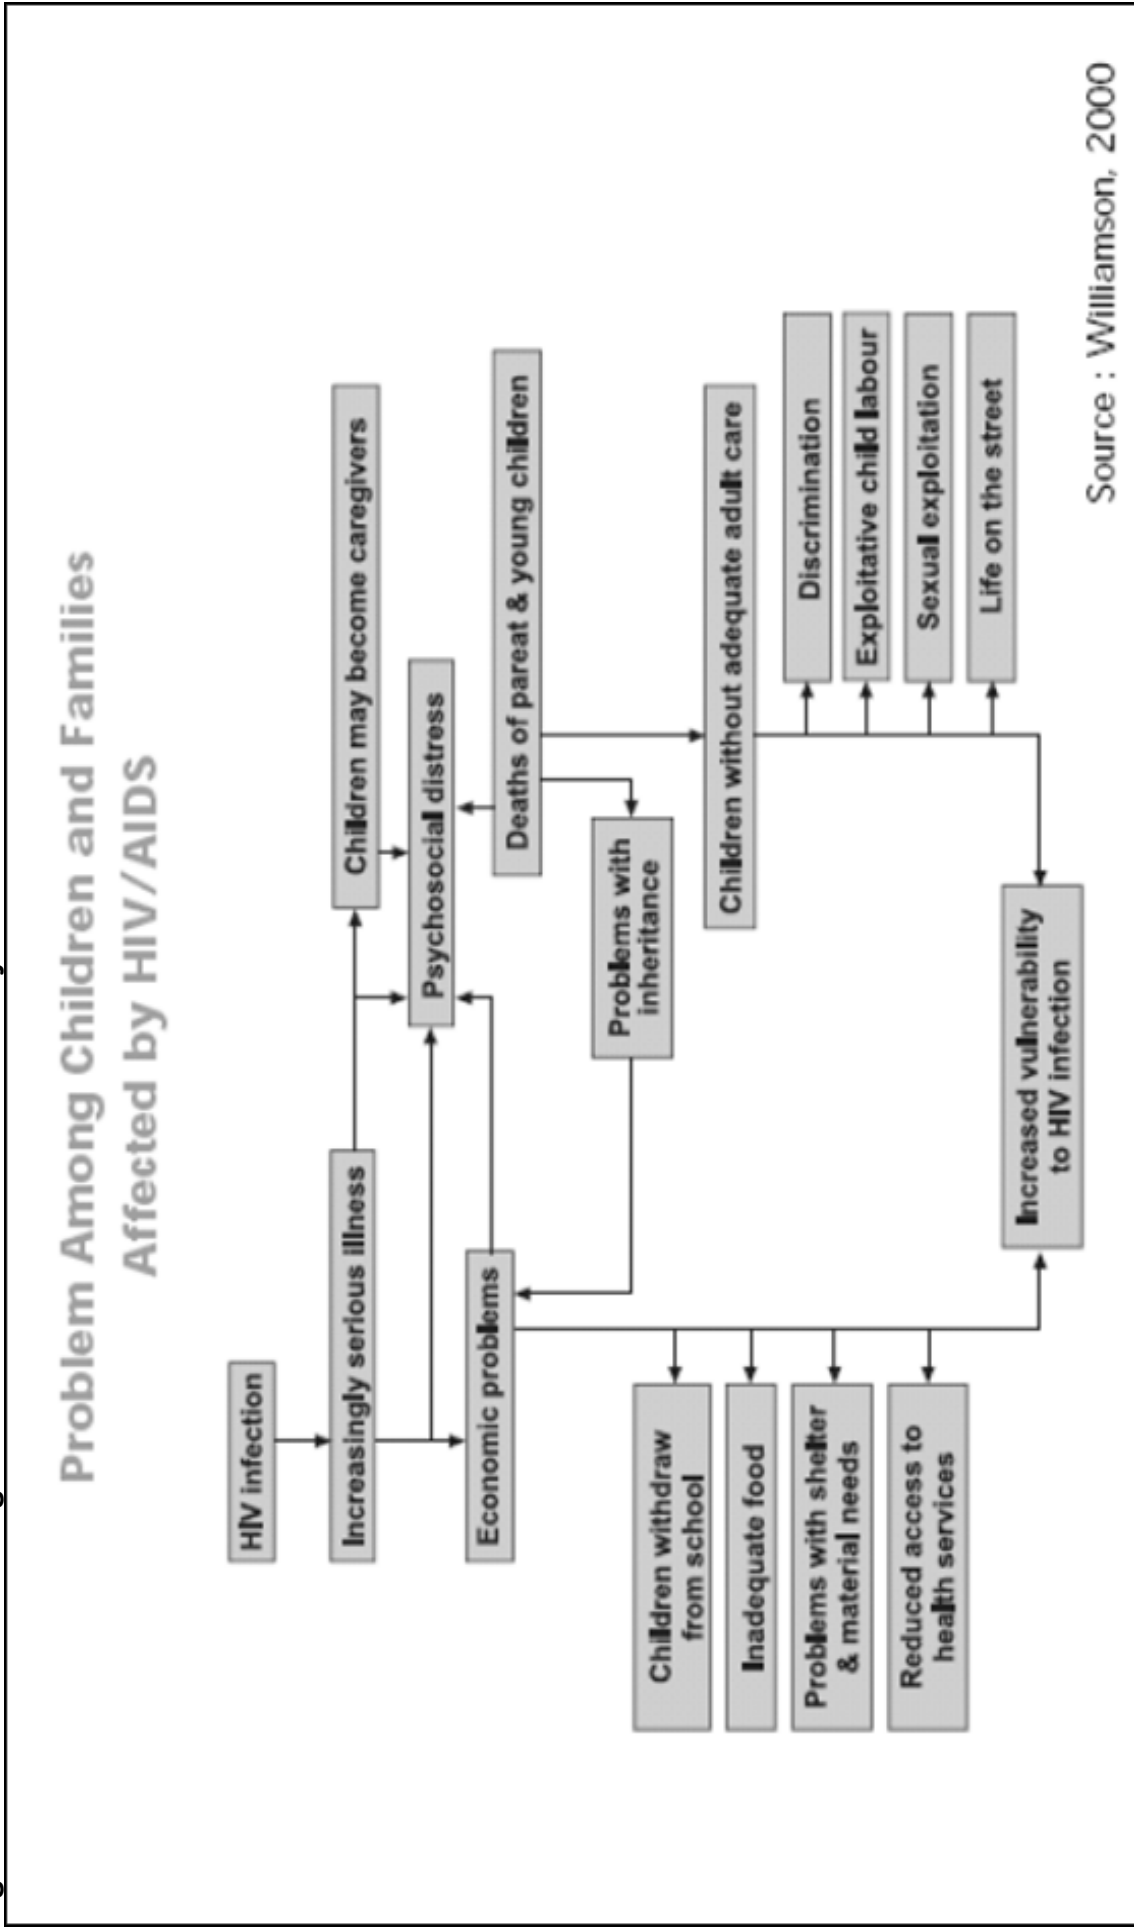 Problem Among Children and Families
Affected by HIV/AIDS
HIV infection
Increasingly serious illness
Children may become caregivers
Psychosocial distress
Economic problems
Deaths of pareat & young children
Problems with
inheritance
Children withdraw
from school
Inadequate food
Problems with shelter
& material needs
Reduced access to
health services
Children without adequate adult care
Discrimination
Exploitative child labour
Sexual exploitation
Life on the street
Increased vulnerability
to HIV infection
Source : Williamson, 2000